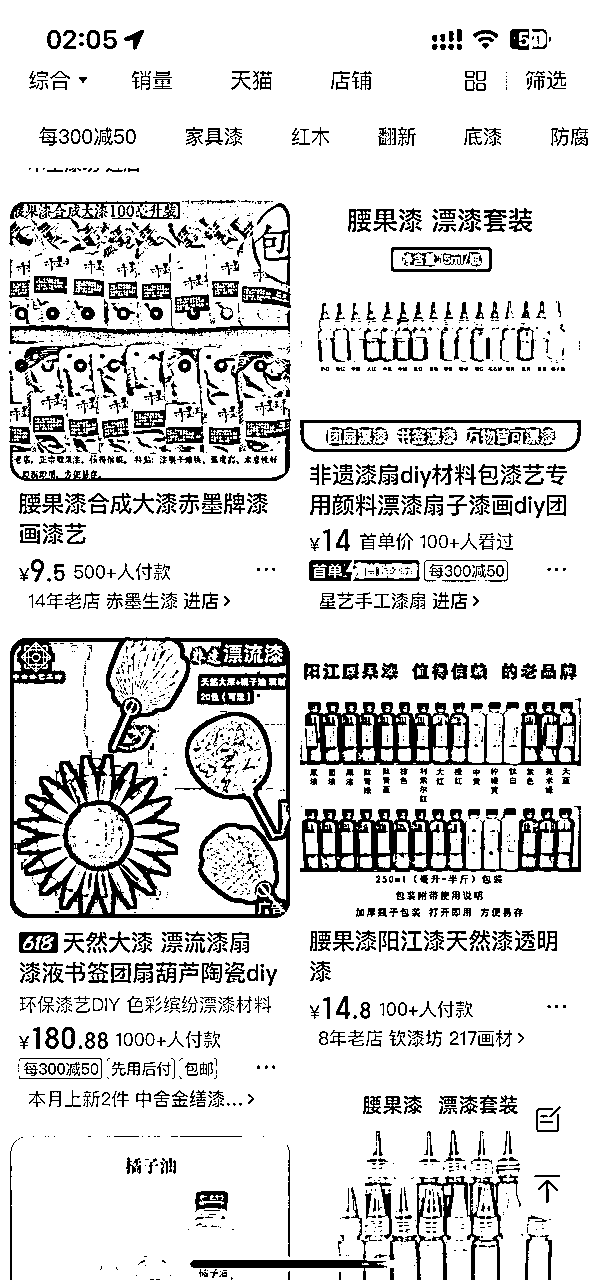 02:05
综合 销量 天猫 店铺 筛选
每300减50 家具漆 红木 翻新 底漆 防腐
腰果漆合成大漆100毫升装
包
腰果漆合成大漆赤墨牌漆
画漆艺
¥9.5 500+人付款
14年老店 赤墨生漆 进店
腰果漆 漂漆套装
净含量:15ml/瓶
团扇漂漆 书签漂漆 万物皆可漂漆
非遗漆扇diy材料包漆艺专
用颜料漂漆扇子漆画diy团
¥14 首单价 100+人看过
首单 每300减50
星艺手工漆扇 进店
非遗漂流漆
618 天然大漆 漂流漆扇
漆液书签团扇葫芦陶瓷diy
环保漆艺DIY 色彩缤纷漂漆材料
¥180.88 1000+人付款
每300减50 先用后付 包邮
本月上新2件 中舍金缮漆...
阳江腰果漆 值得信赖 的老品牌
250ml(毫升-半斤)包装
包装附带使用说明
加厚瓶子包装 打开即用 方便易存
腰果漆阳江漆天然漆透明
漆
¥14.8 100+人付款
8年老店 钦漆坊 217画材
橘子油
橘子油
腰果漆 漂漆套装